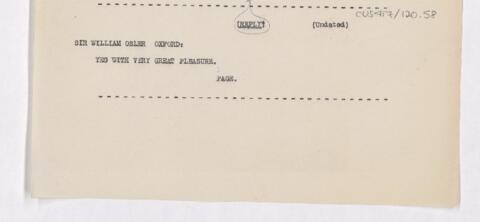 CUS417/120.58
(REPLY) (Undated)
SIR WILLIAM OSLER OXFORD:
YES WITH VERY GREAT PLEASURE.
PAGE.